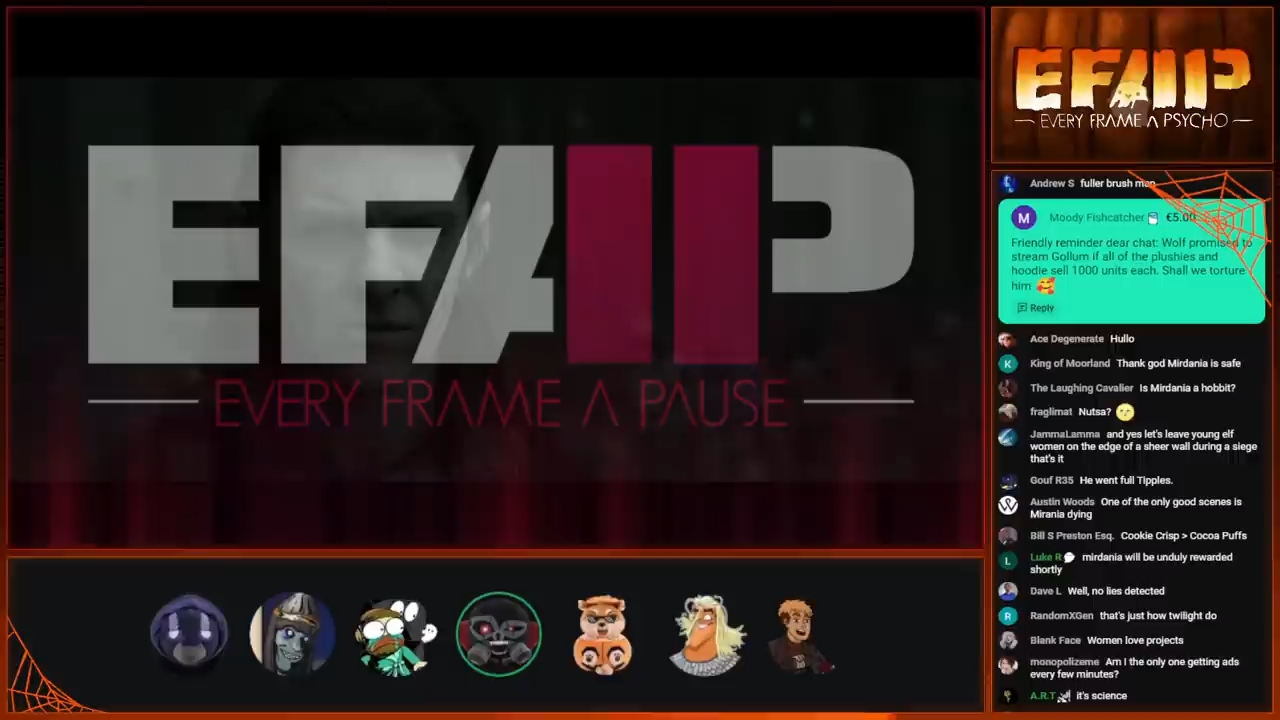 EFAP
EVERY FRAME A PAUSE
EFAP
EVERY FRAME A PSYCHO
Andrew S fuller brush man
M Moody Fishcatcher €5.00
Friendly reminder dear chat: Wolf promised to
stream Gollum if all of the plushies and
hoodie sell 1000 units each. Shall we torture
him 🥰
Reply
Ace Degenerate Hullo
K King of Moorland Thank god Mirdania is safe
The Laughing Cavalier Is Mirdania a hobbit?
fraglimat Nutsa?
JammaLamma and yes let's leave young elf
women on the edge of a sheer wall during a siege
that's it
Gouf R35 He went full Tipples.
W Austin Woods One of the only good scenes is
Mirania dying
Bill S Preston Esq. Cookie Crisp > Cocoa Puffs
L Luke R mirdania will be unduly rewarded
shortly
Dave L Well, no lies detected
R RandomXGen that's just how twilight do
Blank Face Women love projects
monopolizeme Am I the only one getting ads
every few minutes?
A.R.T it's science